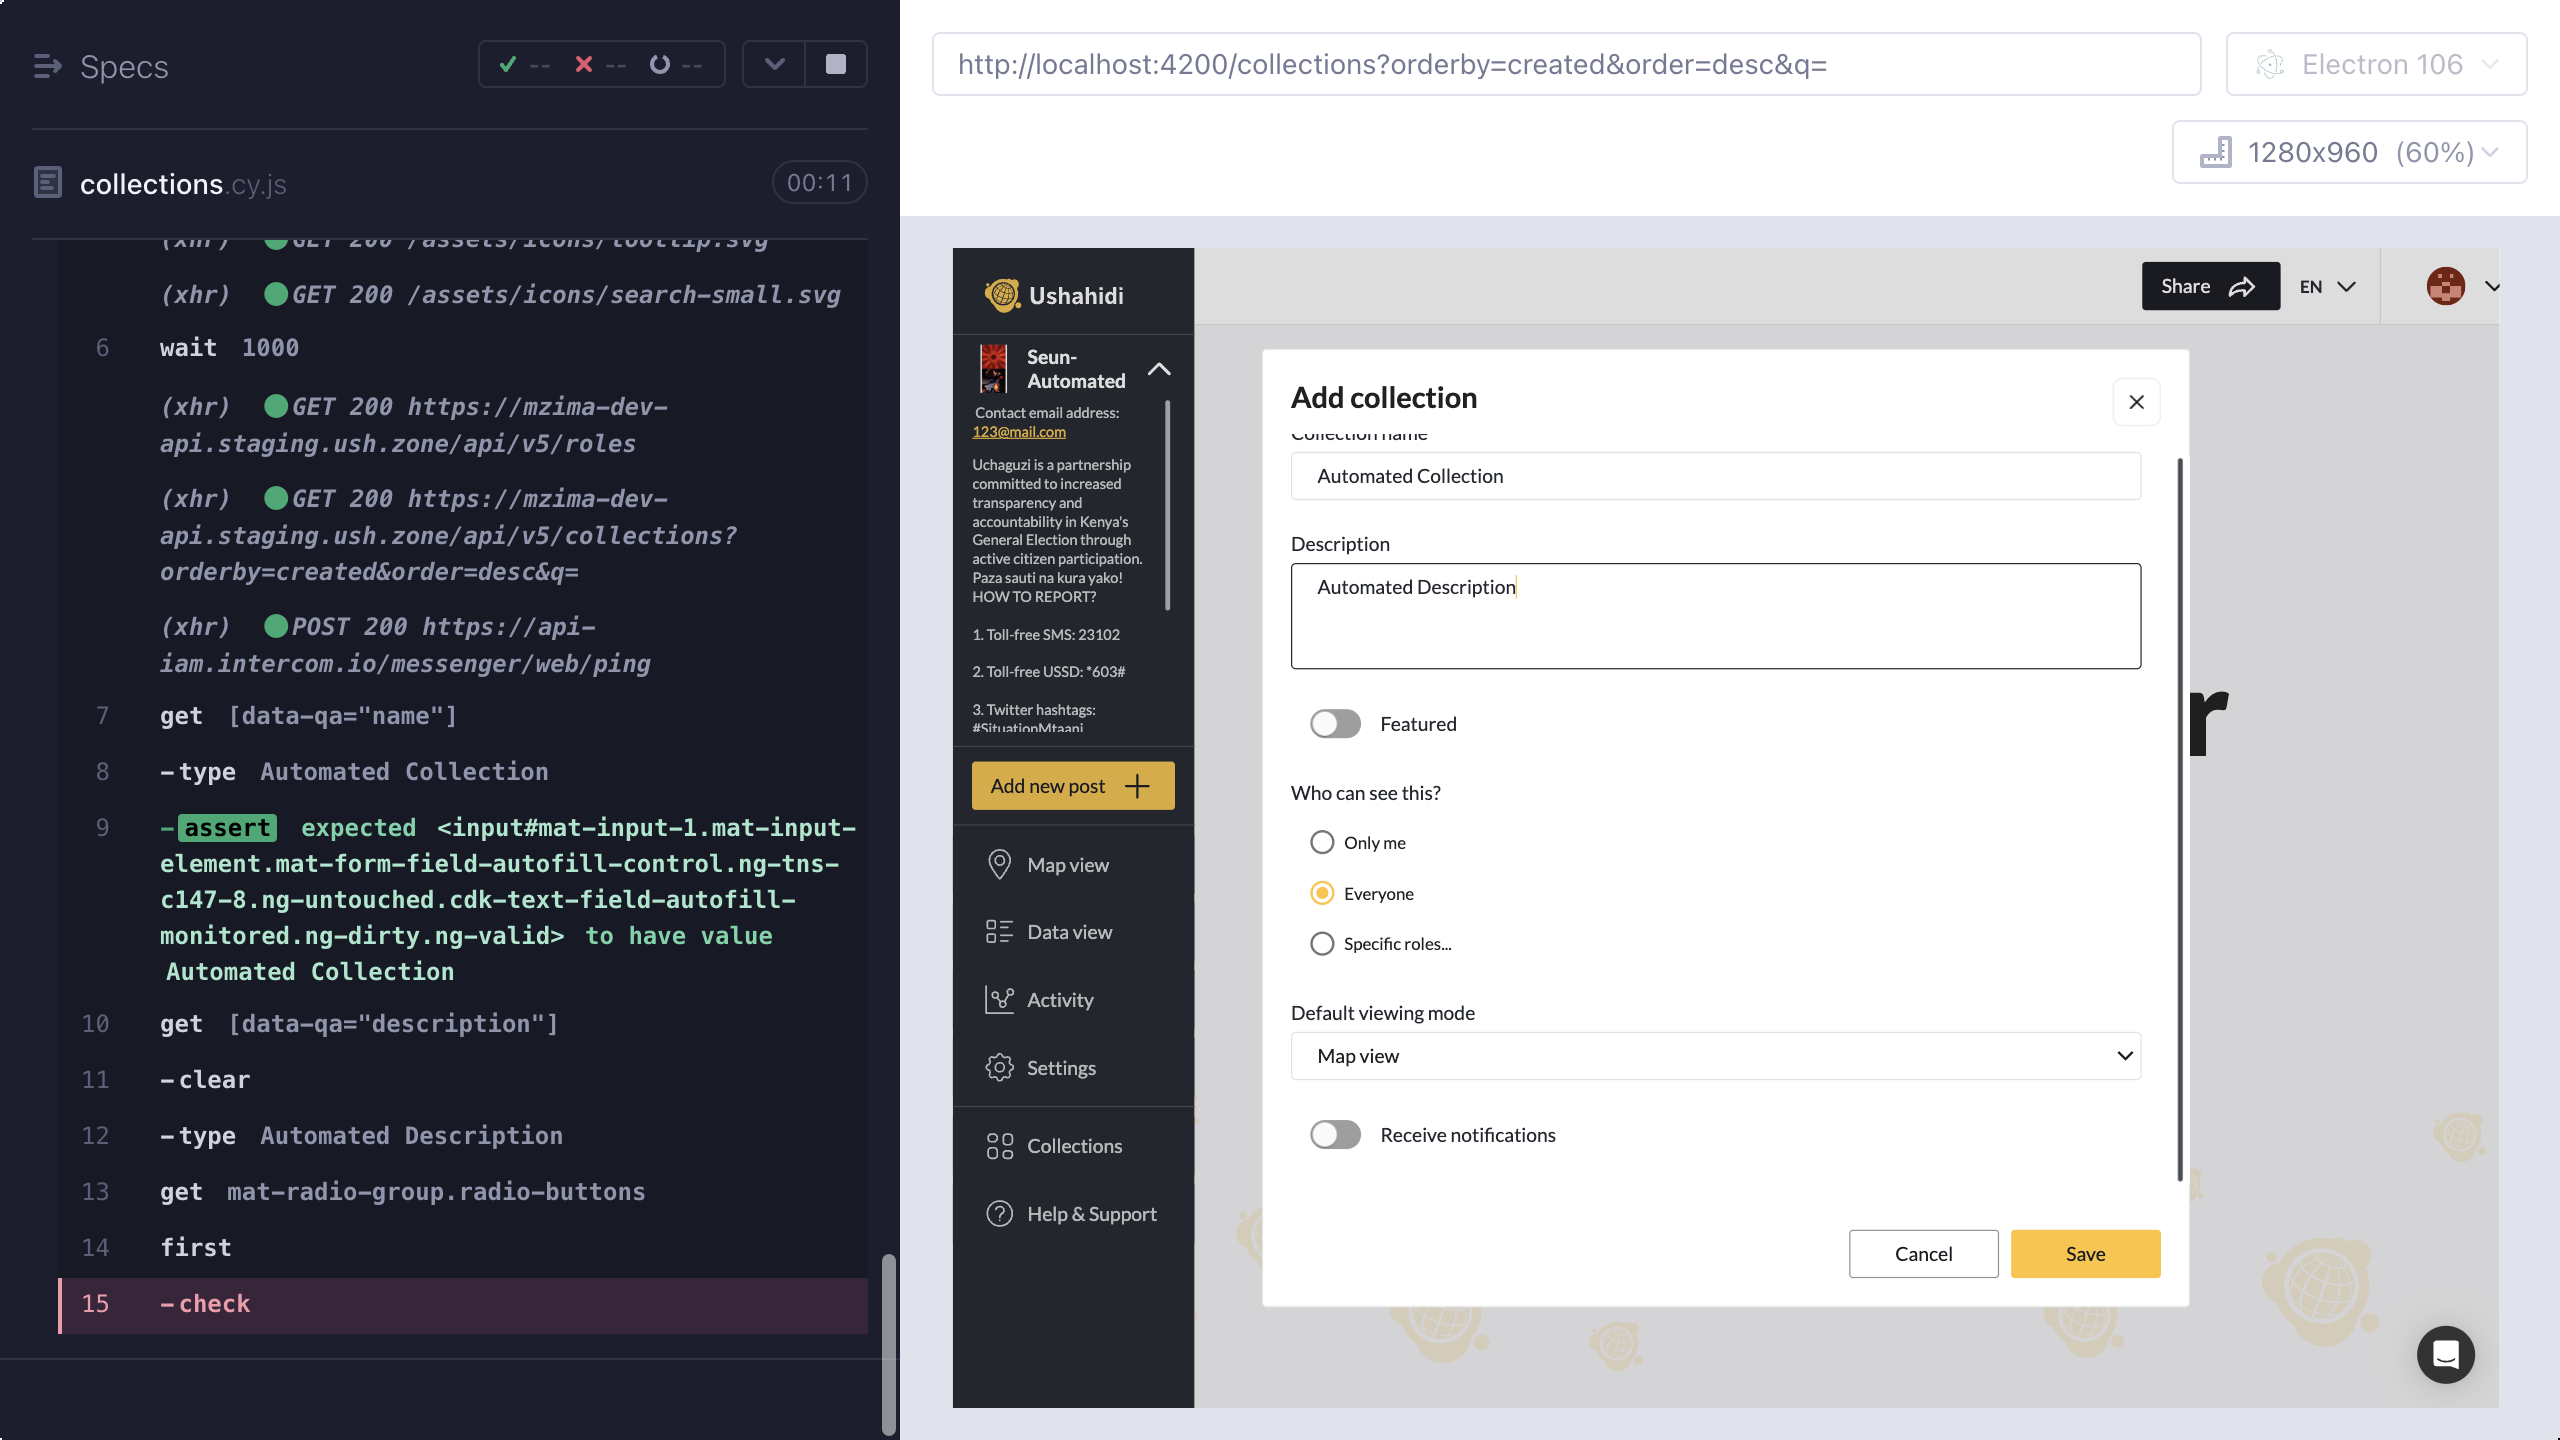 Specs
-- -- --
collections.cy.js
00:11
(xhr) GET 200 /assets/icons/tooltip.svg
(xhr) GET 200 /assets/icons/search-small.svg
6 wait 1000
(xhr) GET 200 https://mzima-dev-
api.staging.ush.zone/api/v5/roles
(xhr) GET 200 https://mzima-dev-
api.staging.ush.zone/api/v5/collections?
orderby=created&order=desc&q=
(xhr) POST 200 https://api-
iam.intercom.io/messenger/web/ping
7 get [data-qa="name"]
8 -type Automated Collection
9 -assert expected <input#mat-input-1.mat-input-
element.mat-form-field-autofill-control.ng-tns-
c147-8.ng-untouched.cdk-text-field-autofill-
monitored.ng-dirty.ng-valid> to have value
Automated Collection
10 get [data-qa="description"]
11 -clear
12 -type Automated Description
13 get mat-radio-group.radio-buttons
14 first
15 -check
http://localhost:4200/collections?orderby=created&order=desc&q=
Electron 106
1280x960 (60%)
Ushahidi
Seun-
Automated
Contact email address:
123@mail.com
Uchaguzi is a partnership
committed to increased
transparency and
accountability in Kenya's
General Election through
active citizen participation.
Paza sauti na kura yako!
HOW TO REPORT?
1. Toll-free SMS: 23102
2. Toll-free USSD: *603#
3. Twitter hashtags:
#SituationMtaani
Add new post
Map view
Data view
Activity
Settings
Collections
Help & Support
Share
EN
Add collection
Collection name
Automated Collection
Description
Automated Description
Featured
Who can see this?
Only me
Everyone
Specific roles...
Default viewing mode
Map view
Receive notifications
Cancel
Save
r